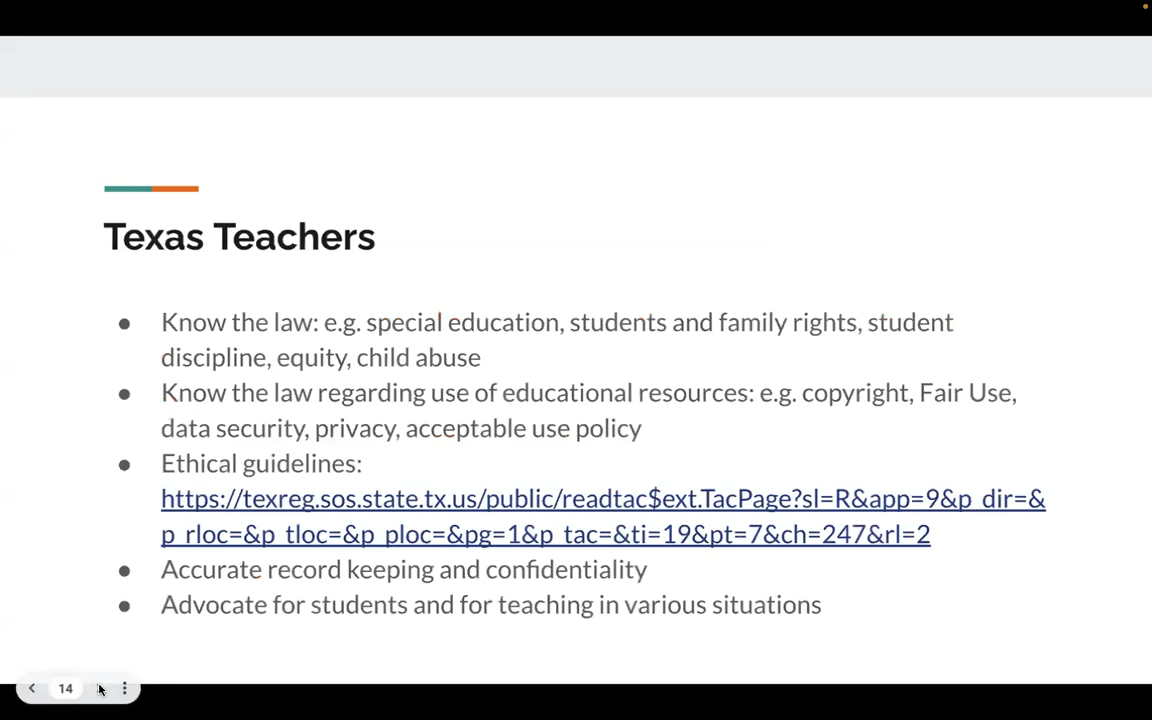 Texas Teachers
● Know the law: e.g. special education, students and family rights, student
discipline, equity, child abuse
● Know the law regarding use of educational resources: e.g. copyright, Fair Use,
data security, privacy, acceptable use policy
● Ethical guidelines:
https://texreg.sos.state.tx.us/public/readtac$ext.TacPage?sl=R&app=9&p_dir=&
p_rloc=&p_tloc=&p_ploc=&pg=1&p_tac=&ti=19&pt=7&ch=247&rl=2
● Accurate record keeping and confidentiality
● Advocate for students and for teaching in various situations
14